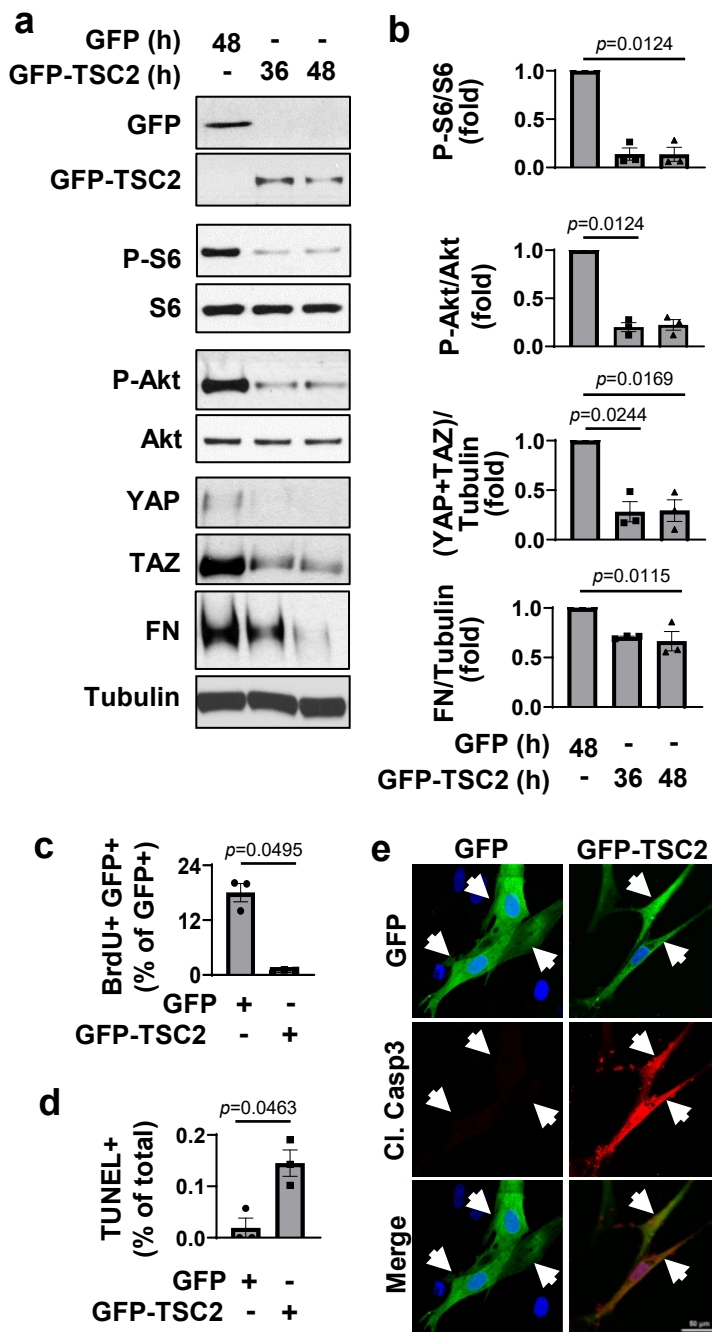 a
GFP (h) 48 - -
GFP-TSC2 (h) - 36 48
GFP
GFP-TSC2
P-S6
S6
P-Akt
Akt
YAP
TAZ
FN
Tubulin
b
p=0.0124
P-S6/S6
(fold)
1.0
0.5
0.0
p=0.0124
P-Akt/Akt
(fold)
1.0
0.5
0.0
p=0.0169
p=0.0244
(YAP+TAZ)/
Tubulin
(fold)
1.0
0.5
0.0
p=0.0115
FN/Tubulin
(fold)
1.0
0.5
0.0
GFP (h) 48 - -
GFP-TSC2 (h) - 36 48
c
p=0.0495
BrdU+ GFP+
(% of GFP+)
24
12
0
GFP + -
GFP-TSC2 - +
d
p=0.0463
TUNEL+
(% of total)
0.2
0.1
0.0
GFP + -
GFP-TSC2 - +
e
GFP GFP-TSC2
GFP
Cl. Casp3
Merge
50 μm